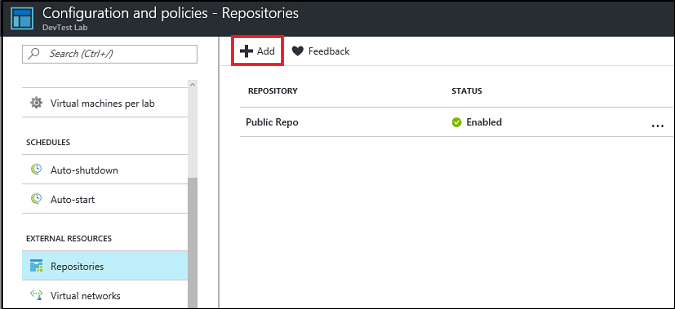 Configuration and policies - Repositories
DevTest Lab
Search (Ctrl+/)
Virtual machines per lab
SCHEDULES
Auto-shutdown
Auto-start
EXTERNAL RESOURCES
Repositories
Virtual networks
Add
Feedback
REPOSITORY STATUS
Public Repo Enabled ...